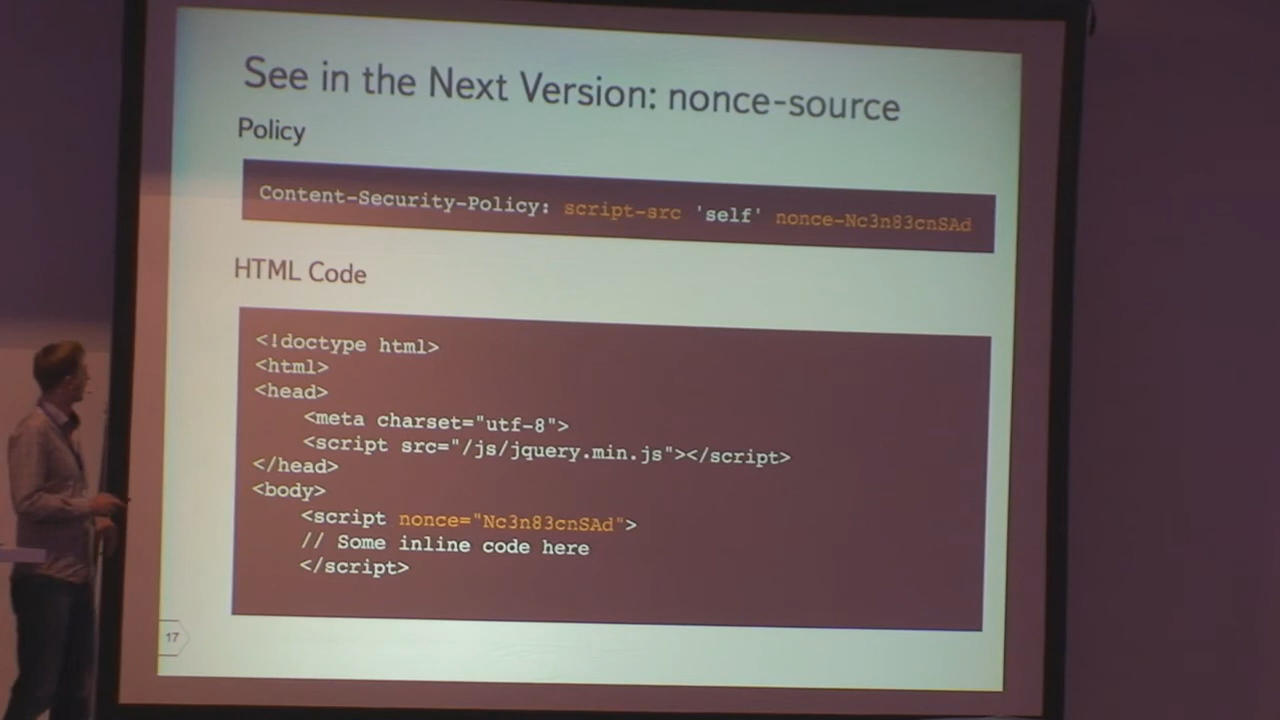 See in the Next Version: nonce-source
Policy
Content-Security-Policy: script-src 'self' nonce-Nc3n83cnSAd
HTML Code
<!doctype html>
<html>
<head>
<meta charset="utf-8">
<script src="/js/jquery.min.js"></script>
</head>
<body>
<script nonce="Nc3n83cnSAd">
// Some inline code here
</script>
17